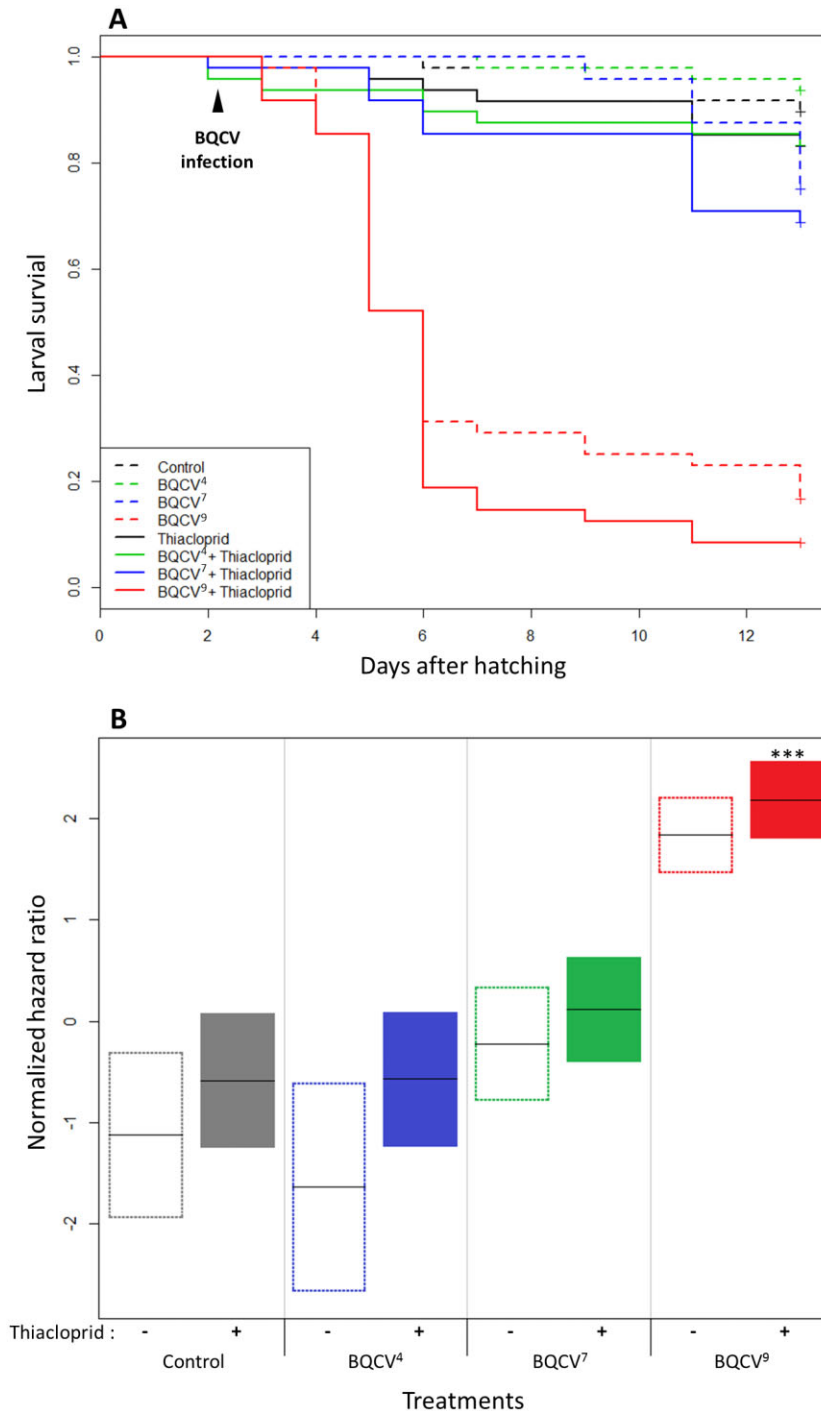 A
1.0
0.8
0.6
0.4
0.2
0.0
Larval survial
BQCV
infection
Control
BQCV⁴
BQCV⁷
BQCV⁹
Thiacloprid
BQCV⁴+ Thiacloprid
BQCV⁷+ Thiacloprid
BQCV⁹+ Thiacloprid
0 2 4 6 8 10 12
Days after hatching
B
***
2
1
0
-1
-2
Normalized hazard ratio
Thiacloprid : - + - + - + - +
Control BQCV⁴ BQCV⁷ BQCV⁹
Treatments